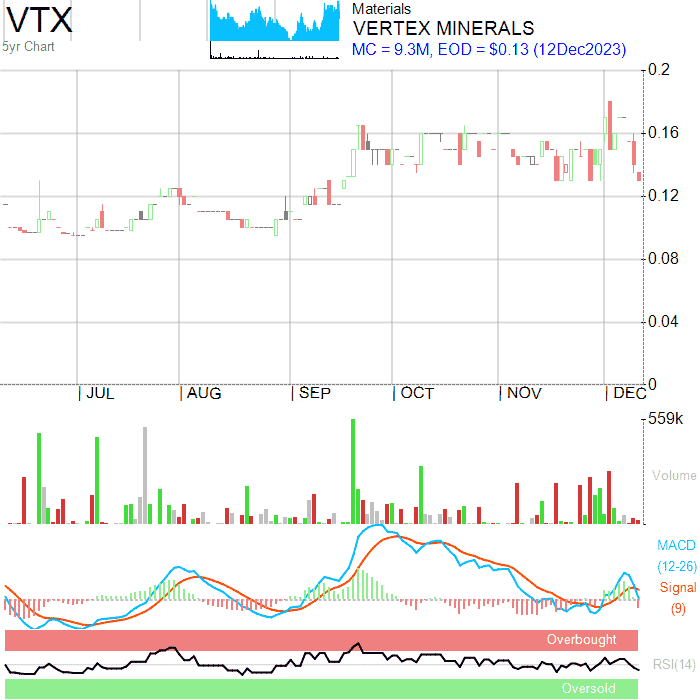 VTX
5yr Chart
Materials
VERTEX MINERALS
MC = 9.3M, EOD = $0.13 (12Dec2023)
0.2
0.16
0.12
0.08
0.04
0
JUL AUG SEP OCT NOV DEC
559k
Volume
MACD
(12-26)
Signal
(9)
Overbought
RSI(14)
Oversold